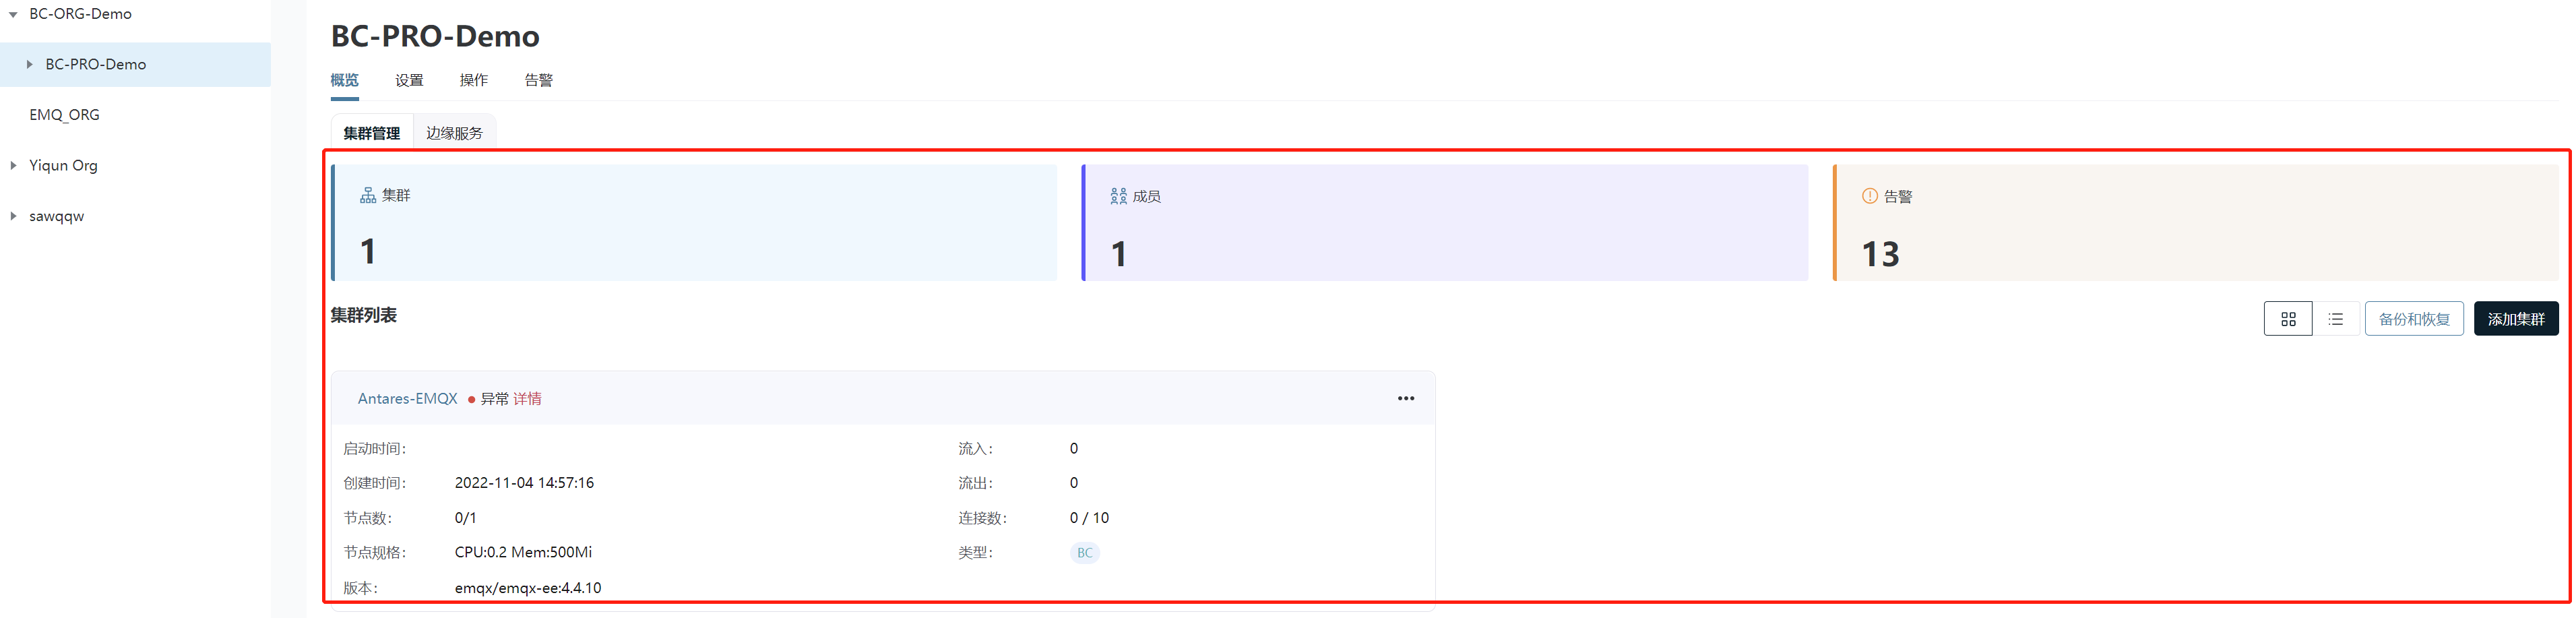 BC-ORG-Demo
BC-PRO-Demo
EMQ_ORG
Yiqun Org
sawqqw
BC-PRO-Demo
概览 设置 操作 告警
集群管理 边缘服务
集群
1
成员
1
告警
13
集群列表
备份和恢复 添加集群
Antares-EMQX 异常 详情
启动时间：
流入： 0
创建时间： 2022-11-04 14:57:16
流出： 0
节点数： 0/1
连接数： 0 / 10
节点规格： CPU:0.2 Mem:500Mi
类型： BC
版本： emqx/emqx-ee:4.4.10